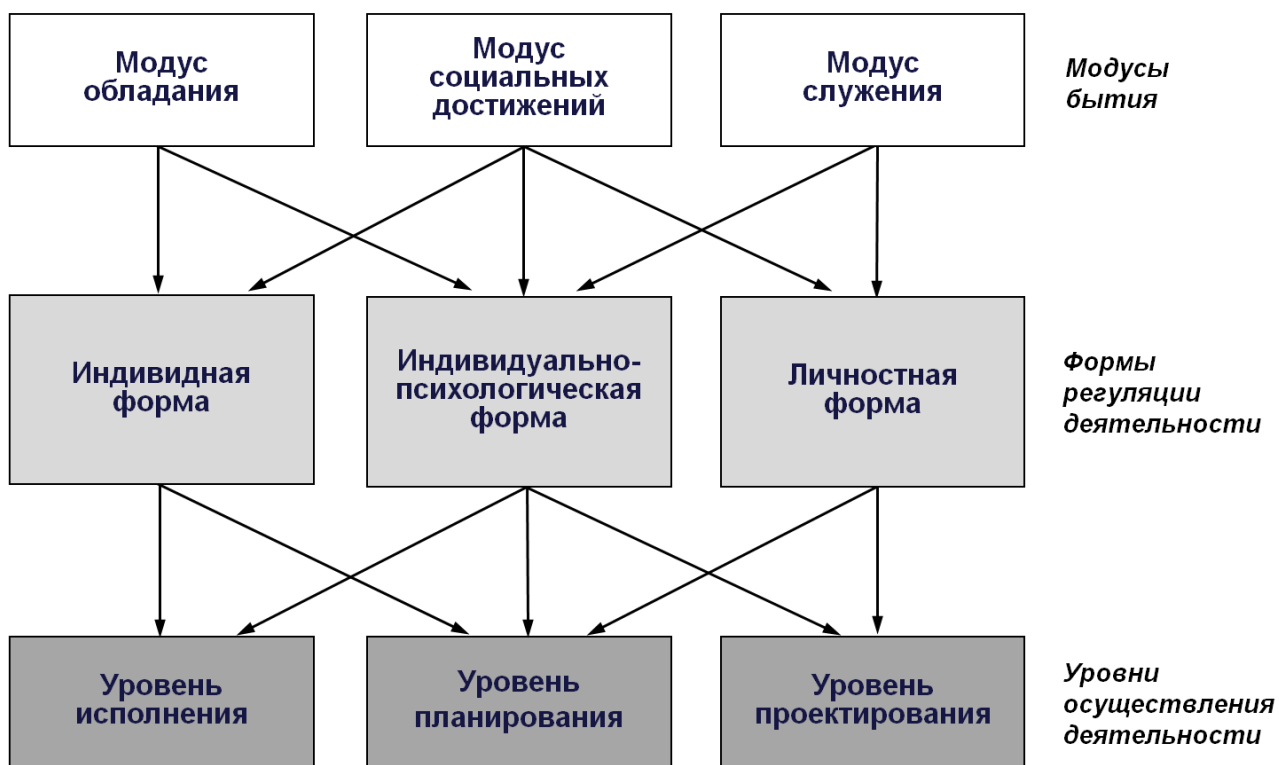 Модус
обладания
Модус
социальных
достижений
Модус
служения
Модусы
бытия
Индивидная
форма
Индивидуально-
психологическая
форма
Личностная
форма
Формы
регуляции
деятельности
Уровень
исполнения
Уровень
планирования
Уровень
проектирования
Уровни
осуществления
деятельности